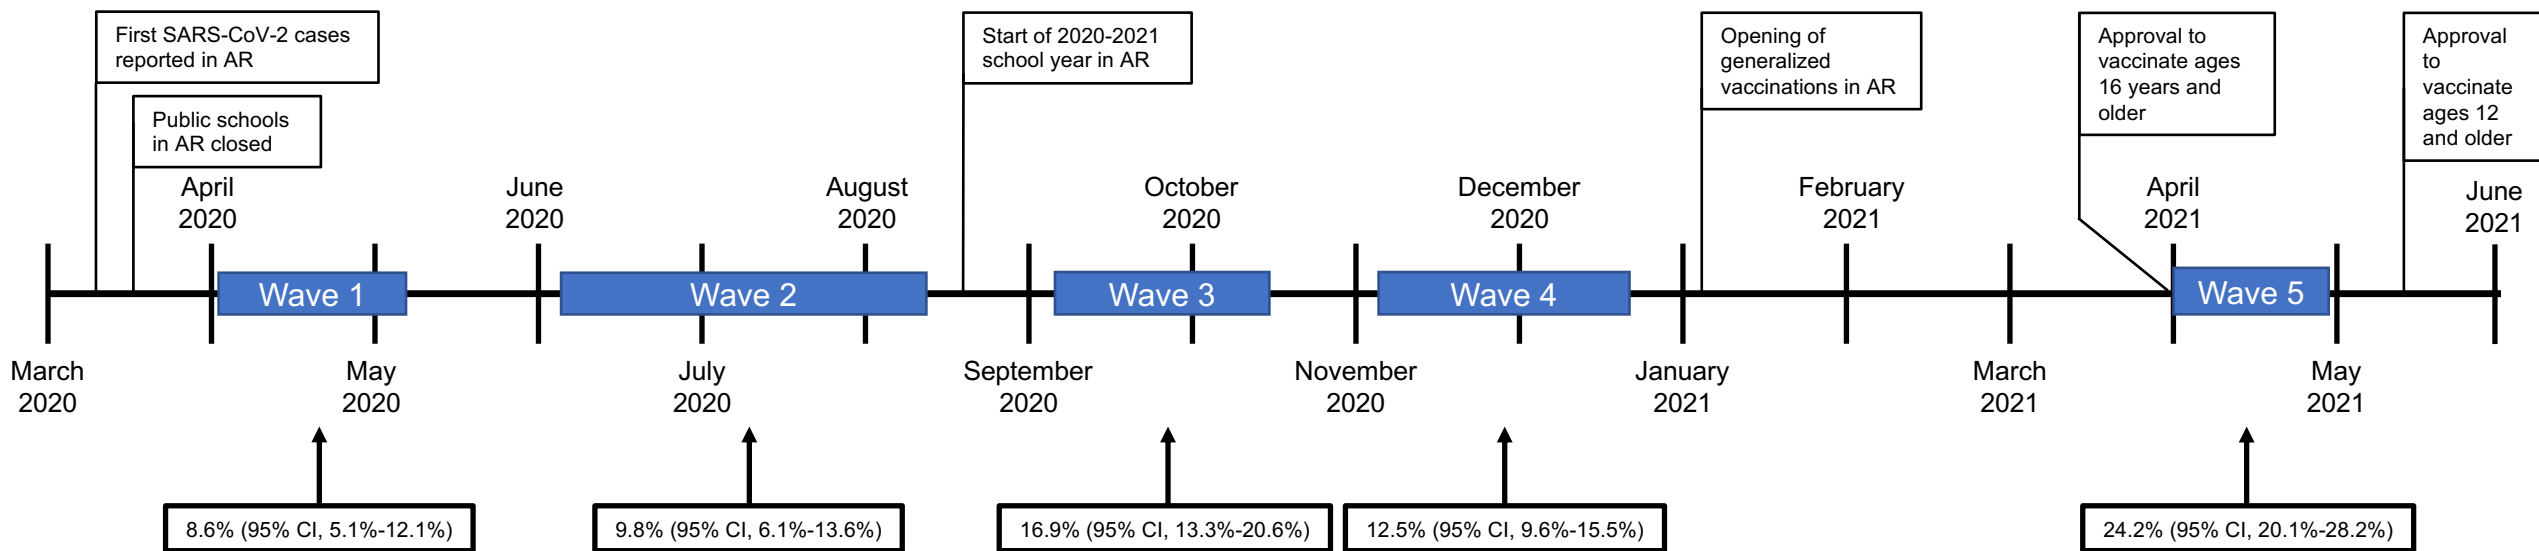 First SARS-CoV-2 cases
reported in AR
Public schools
in AR closed
Start of 2020-2021
school year in AR
Opening of
generalized
vaccinations in AR
Approval to
vaccinate ages
16 years and
older
Approval
to
vaccinate
ages 12
and older
April
2020
June
2020
August
2020
October
2020
December
2020
February
2021
April
2021
June
2021
Wave 1
Wave 2
Wave 3
Wave 4
Wave 5
March
2020
May
2020
July
2020
September
2020
November
2020
January
2021
March
2021
May
2021
8.6% (95% CI, 5.1%-12.1%)
9.8% (95% CI, 6.1%-13.6%)
16.9% (95% CI, 13.3%-20.6%)
12.5% (95% CI, 9.6%-15.5%)
24.2% (95% CI, 20.1%-28.2%)